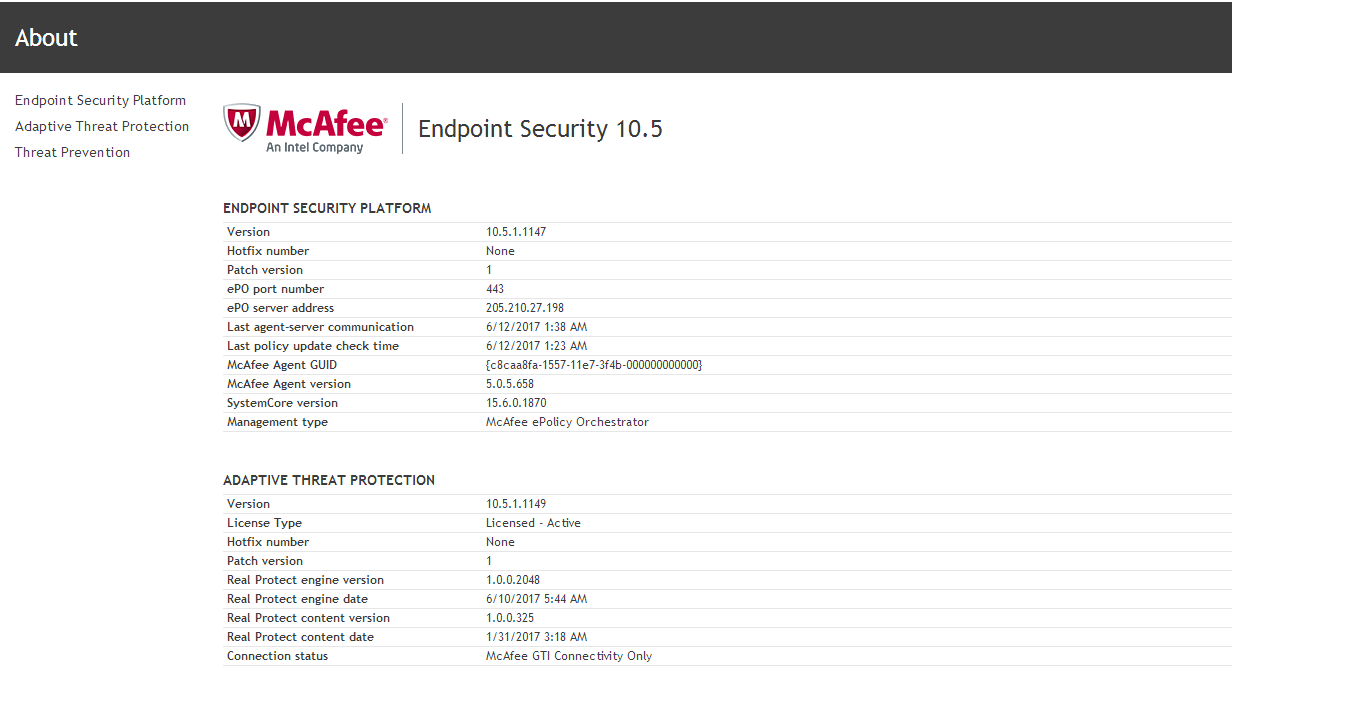 About
Endpoint Security Platform
Adaptive Threat Protection
Threat Prevention
McAfee®
An Intel Company
Endpoint Security 10.5
ENDPOINT SECURITY PLATFORM
Version 10.5.1.1147
Hotfix number None
Patch version 1
ePO port number 443
ePO server address 205.210.27.198
Last agent-server communication 6/12/2017 1:38 AM
Last policy update check time 6/12/2017 1:23 AM
McAfee Agent GUID {c8caa8fa-1557-11e7-3f4b-000000000000}
McAfee Agent version 5.0.5.658
SystemCore version 15.6.0.1870
Management type McAfee ePolicy Orchestrator
ADAPTIVE THREAT PROTECTION
Version 10.5.1.1149
License Type Licensed - Active
Hotfix number None
Patch version 1
Real Protect engine version 1.0.0.2048
Real Protect engine date 6/10/2017 5:44 AM
Real Protect content version 1.0.0.325
Real Protect content date 1/31/2017 3:18 AM
Connection status McAfee GTI Connectivity Only